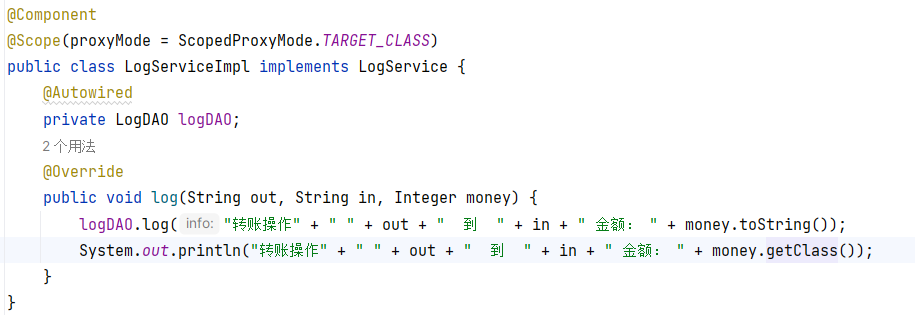 @Component
@Scope(proxyMode = ScopedProxyMode.TARGET_CLASS)
public class LogServiceImpl implements LogService {
    @Autowired
    private LogDAO logDAO;
    2 个用法
    @Override
    public void log(String out, String in, Integer money) {
        logDAO.log( info: "转账操作" + " " + out + "  到  " + in + " 金额： " + money.toString());
        System.out.println("转账操作" + " " + out + "  到  " + in + " 金额： " + money.getClass());
    }
}